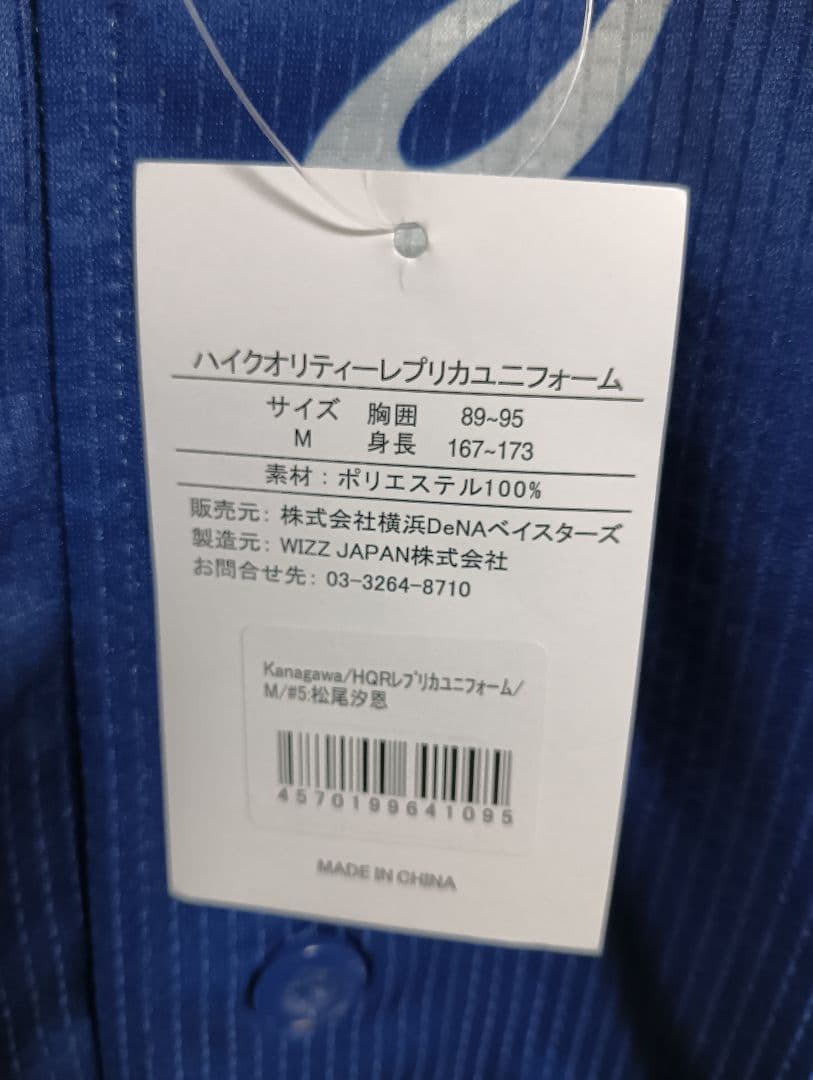 ハイクオリティーレプリカユニフォーム
サイズ 胸囲 89~95
M 身長 167~173
素材：ポリエステル100%
販売元：株式会社横浜DeNAベイスターズ
製造元：WIZZ JAPAN株式会社
お問合せ先：03-3264-8710
Kanagawa/HQRﾚﾌﾟﾘｶﾕﾆﾌｫｰﾑ/
M/#5:松尾汐恩
4570199641095
MADE IN CHINA